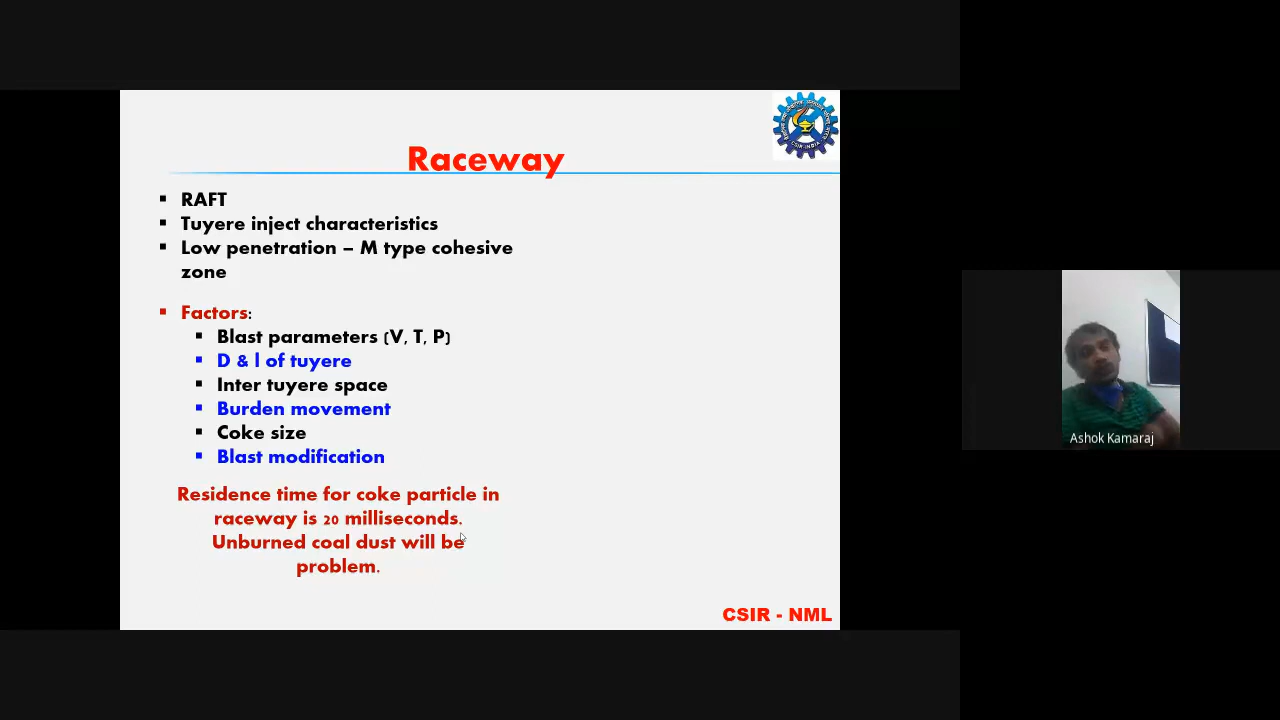 Raceway
RAFT
Tuyere inject characteristics
Low penetration – M type cohesive
zone
Factors:
Blast parameters (V, T, P)
D & l of tuyere
Inter tuyere space
Burden movement
Coke size
Blast modification
Residence time for coke particle in
raceway is 20 milliseconds.
Unburned coal dust will be
problem.
CSIR - NML
Ashok Kamaraj